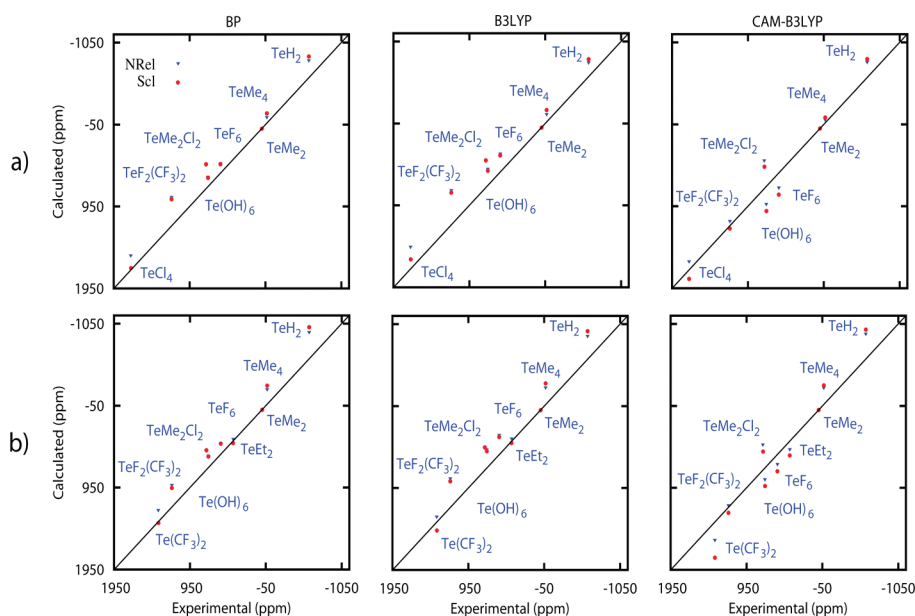 BP
B3LYP
CAM-B3LYP
a)
Calculated (ppm)
-1050
-50
950
1950
NRel
Scl
TeH2
TeMe4
TeMe2Cl2
TeF6
TeMe2
TeF2(CF3)2
Te(OH)6
TeCl4
TeH2
TeMe4
TeMe2Cl2
TeF6
TeMe2
TeF2(CF3)2
Te(OH)6
TeCl4
TeH2
TeMe4
TeMe2Cl2
TeMe2
TeF2(CF3)2
TeF6
Te(OH)6
TeCl4
b)
Calculated (ppm)
-1050
-50
950
1950
TeH2
TeMe4
TeF6
TeMe2
TeMe2Cl2
TeEt2
TeF2(CF3)2
Te(OH)6
Te(CF3)2
TeH2
TeMe4
TeF6
TeMe2
TeMe2Cl2
TeEt2
TeF2(CF3)2
Te(OH)6
Te(CF3)2
TeH2
TeMe4
TeMe2
TeMe2Cl2
TeEt2
TeF2(CF3)2
TeF6
Te(OH)6
Te(CF3)2
1950 950 -50 -1050
1950 950 -50 -1050
1950 950 -50 -1050
Experimental (ppm)
Experimental (ppm)
Experimental (ppm)